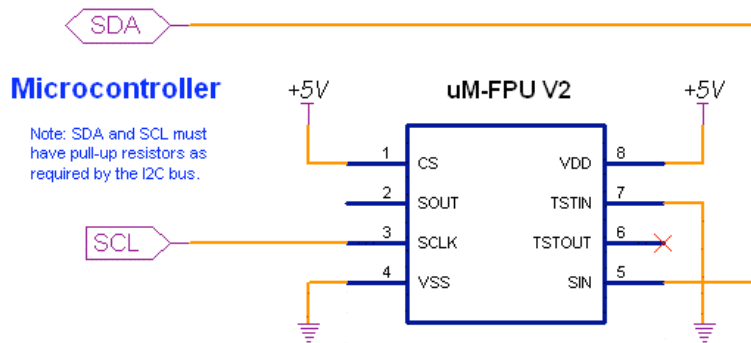 SDA
Microcontroller
+5V
uM-FPU V2
+5V
Note: SDA and SCL must
have pull-up resistors as
required by the I2C bus.
1 CS VDD 8
2 SOUT TSTIN 7
SCL
3 SCLK TSTOUT 6
4 VSS SIN 5